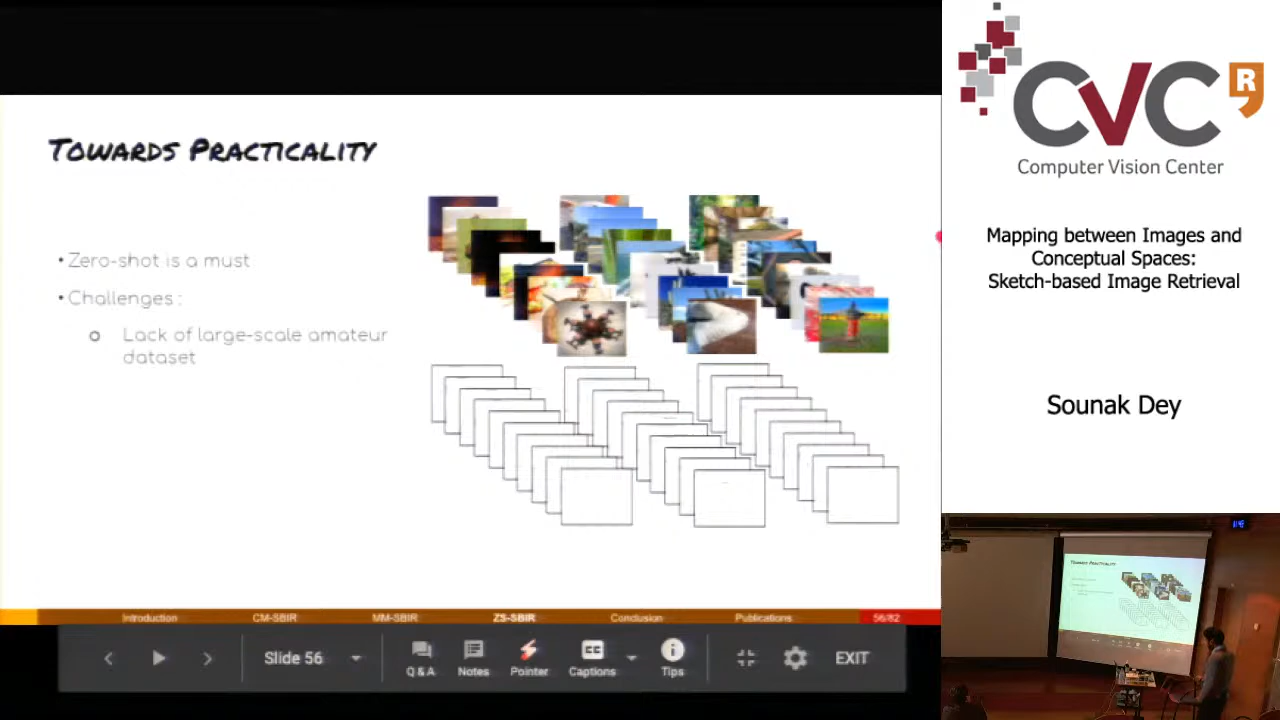 TOWARDS PRACTICALITY
• Zero-shot is a must
• Challenges :
o Lack of large-scale amateur
dataset
Introduction CM-SBIR MM-SBIR ZS-SBIR Conclusion Publications 56/82
Slide 56
Q & A Notes Pointer Captions Tips EXIT
CVC R
Computer Vision Center
Mapping between Images and
Conceptual Spaces:
Sketch-based Image Retrieval
Sounak Dey
TOWARDS PRACTICALITY